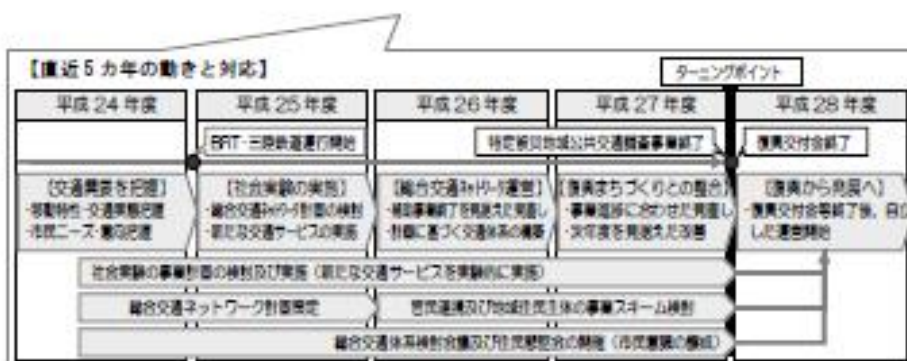 【直近5カ年の動きと対応】
ターニングポイント
平成24年度
平成25年度
平成26年度
平成27年度
平成28年度
BRT・三陸鉄道運行開始
特定被災地域公共交通調査事業終了
復興交付金終了
【交通需要を把握】
・移動特性・交通実態把握
・市民ニーズ・意向把握
【社会実験の実施】
・総合交通ネットワーク計画の検討
・新たな交通サービスの実施
【総合交通ネットワーク運営】
・補助事業終了を見据えた見直し
・計画に基づく交通体系の構築
【復興まちづくりとの整合】
・事業進捗に合わせた見直し
・次年度を見据えた改善
【復興から発展へ】
・復興交付金等終了後、自立
した運営開始
社会実験の事業計画の検討及び実施（新たな交通サービスを実験的に実施）
総合交通ネットワーク計画策定
官民連携及び地域住民主体の事業スキーム検討
総合交通体系検討会議及び住民懇談会の開催（市民意識の醸成）